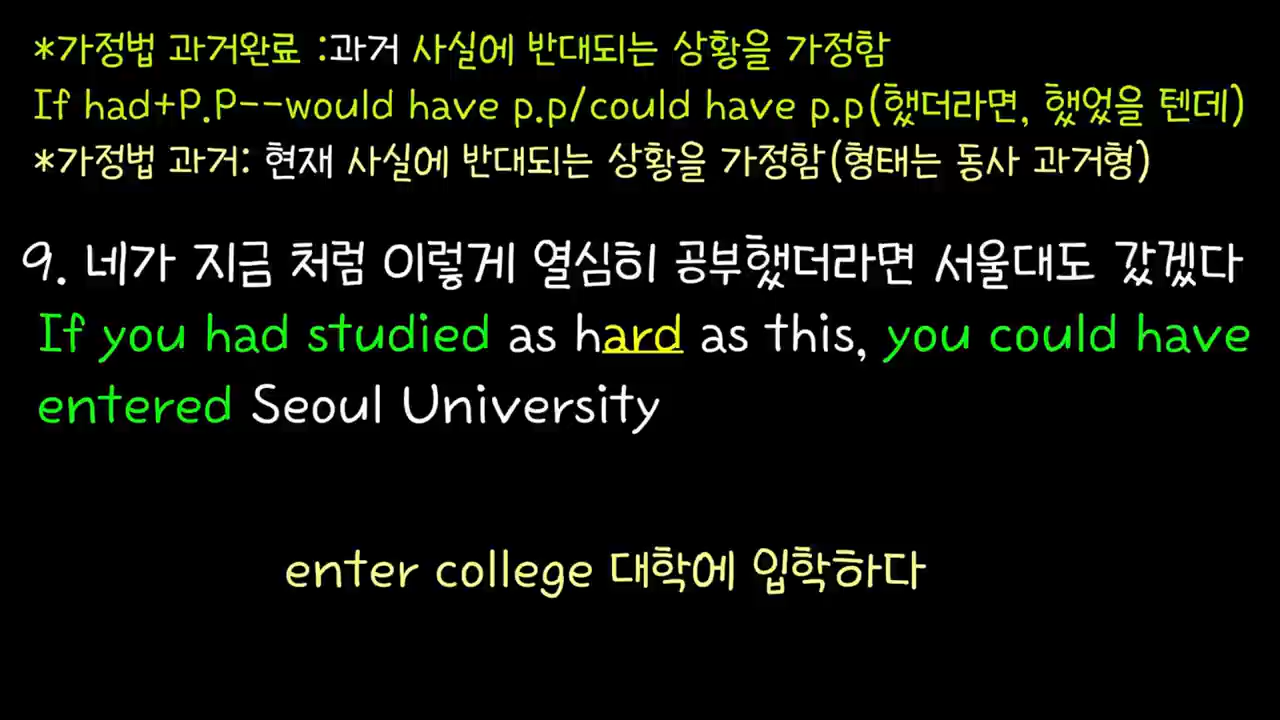 *가정법 과거완료 :과거 사실에 반대되는 상황을 가정함
If had+P.P--would have p.p/could have p.p(했더라면, 했었을 텐데)
*가정법 과거: 현재 사실에 반대되는 상황을 가정함(형태는 동사 과거형)
9. 네가 지금 처럼 이렇게 열심히 공부했더라면 서울대도 갔겠다
If you had studied as hard as this, you could have
entered Seoul University
enter college 대학에 입학하다